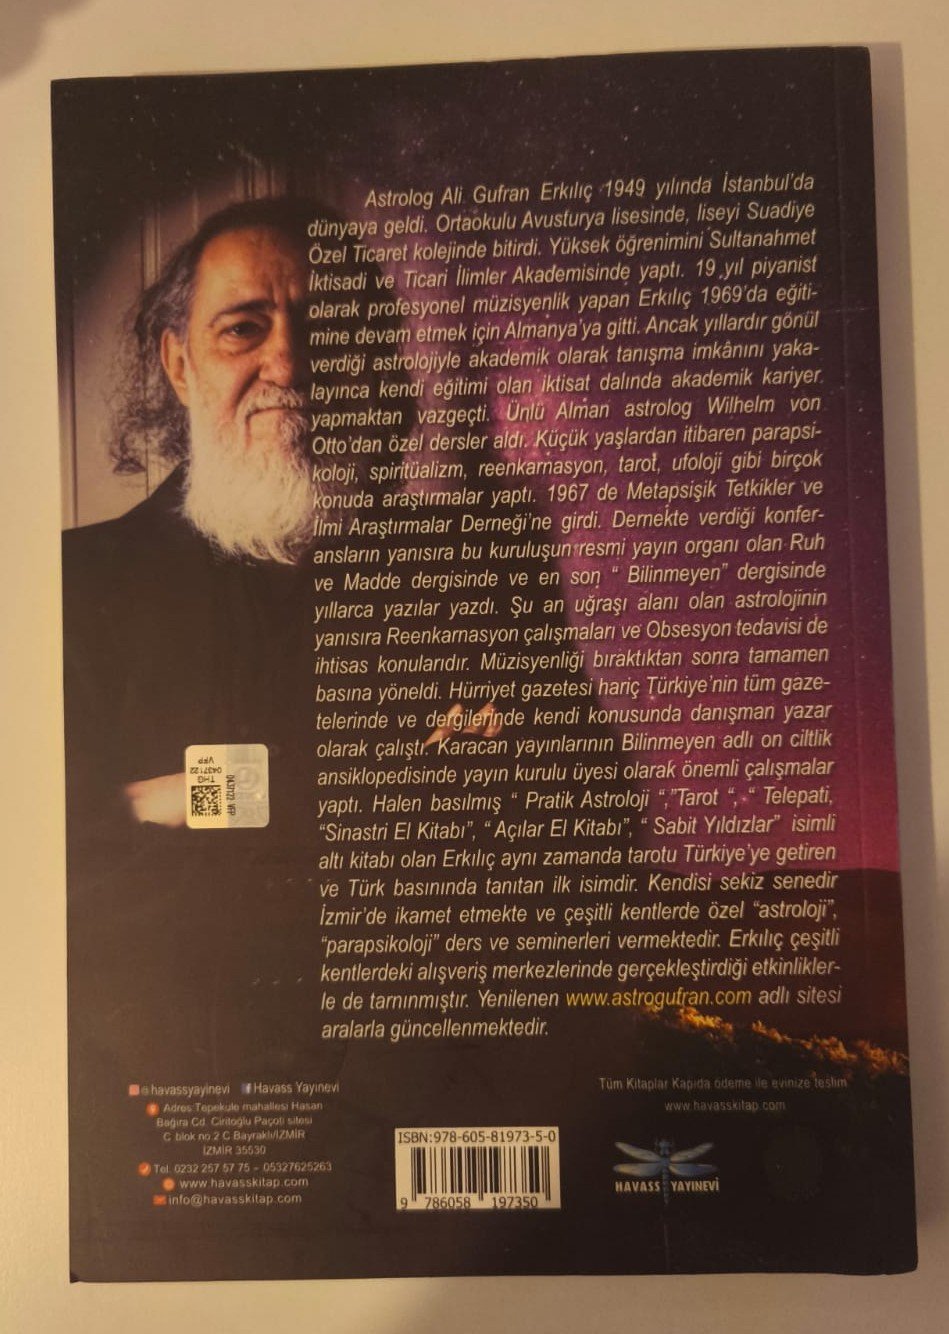 Astrolog Ali Gufran Erkılıç 1949 yılında İstanbul'da
dünyaya geldi. Ortaokulu Avusturya lisesinde, liseyi Suadiye
Özel Ticaret kolejinde bitirdi. Yüksek öğrenimini Sultanahmet
İktisadi ve Ticari İlimler Akademisinde yaptı. 19 yıl piyanist
olarak profesyonel müzisyenlik yapan Erkılıç 1969'da eğiti-
mine devam etmek için Almanya'ya gitti. Ancak yıllardır gönül
verdiği astrolojiyle akademik olarak tanışma imkânını yaka-
layınca kendi eğitimi olan iktisat dalında akademik kariyer
yapmaktan vazgeçti. Ünlü Alman astrolog Wilhelm von
Otto'dan özel dersler aldı. Küçük yaşlardan itibaren parapsi-
koloji, spiritüalizm, reenkarnasyon, tarot, ufoloji gibi birçok
konuda araştırmalar yaptı. 1967 de Metapsişik Tetkikler ve
İlmi Araştırmalar Derneği'ne girdi. Dernekte verdiği konfer-
ansların yanısıra bu kuruluşun resmi yayın organı olan Ruh
ve Madde dergisinde ve en son “ Bilinmeyen” dergisinde
yıllarca yazılar yazdı. Şu an uğraşı alanı olan astrolojinin
yanısıra Reenkarnasyon çalışmaları ve Obsesyon tedavisi de
ihtisas konularıdır. Müzisyenliği bıraktıktan sonra tamamen
basına yöneldi. Hürriyet gazetesi hariç Türkiye'nin tüm gaze-
telerinde ve dergilerinde kendi konusunda danışman yazar
olarak çalıştı. Karacan yayınlarının Bilinmeyen adlı on ciltlik
ansiklopedisinde yayın kurulu üyesi olarak önemli çalışmalar
yaptı. Halen basılmış “ Pratik Astroloji “,”Tarot “, “ Telepati,
“Sinastri El Kitabı”, “ Açılar El Kitabı”, “ Sabit Yıldızlar” isimli
altı kitabı olan Erkılıç aynı zamanda tarotu Türkiye'ye getiren
ve Türk basınında tanıtan ilk isimdir. Kendisi sekiz senedir
İzmir'de ikamet etmekte ve çeşitli kentlerde özel “astroloji”,
“parapsikoloji” ders ve seminerleri vermektedir. Erkılıç çeşitli
kentlerdeki alışveriş merkezlerinde gerçekleştirdiği etkinlikler-
le de tanınmıştır. Yenilenen www.astrogufran.com adlı sitesi
aralarla güncellenmektedir.
THG
0437122
VFP
0437122 VFP
@havassyayinevi Havass Yayınevi
Adres:Tepekule mahallesi Hasan
Bağıra Cd. Ciritoğlu Paçoti sitesi
C blok no.2 C Bayraklı/İZMİR
İZMİR 35530
Tel. 0232 257 57 75 - 05327625263
www.havasskitap.com
info@havasskitap.com
ISBN:978-605-81973-5-0
9 786058 197350
Tüm Kitaplar Kapıda ödeme ile evinize teslim
www.havasskitap.com
HAVASS YAYINEVİ